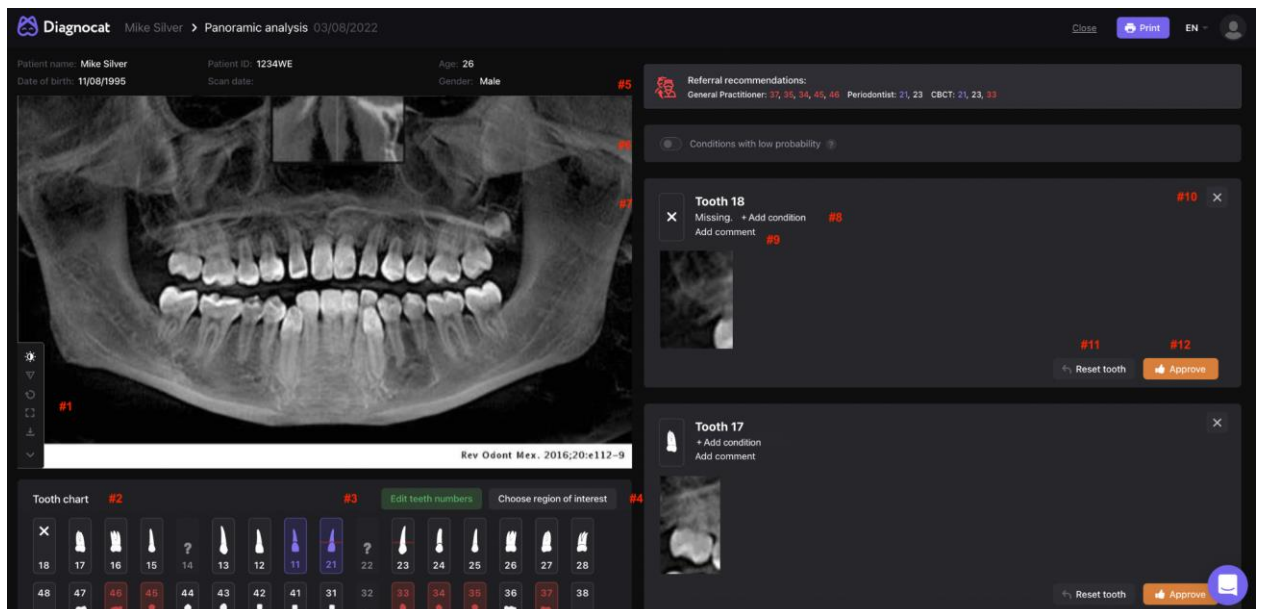 Diagnocat Mike Silver > Panoramic analysis 03/08/2022
Close Print EN
Patient name: Mike Silver Patient ID: 1234WE Age: 26
Date of birth: 11/08/1995 Scan date: Gender: Male
#5
#6
#7
#1
Rev Odont Mex. 2016;20:e112-9
Tooth chart #2 #3 Edit teeth numbers Choose region of interest #4
18 17 16 15 ? 14 13 12 11 21 ? 22 23 24 25 26 27 28
48 47 46 45 44 43 42 41 31 32 33 34 35 36 37 38
Referral recommendations:
General Practitioner: 37, 35, 34, 45, 46 Periodontist: 21, 23 CBCT: 21, 23, 33
Conditions with low probability ?
Tooth 18 #10
Missing. + Add condition #8
Add comment
#9
#11 #12
Reset tooth Approve
Tooth 17
+ Add condition
Add comment
Reset tooth Approve